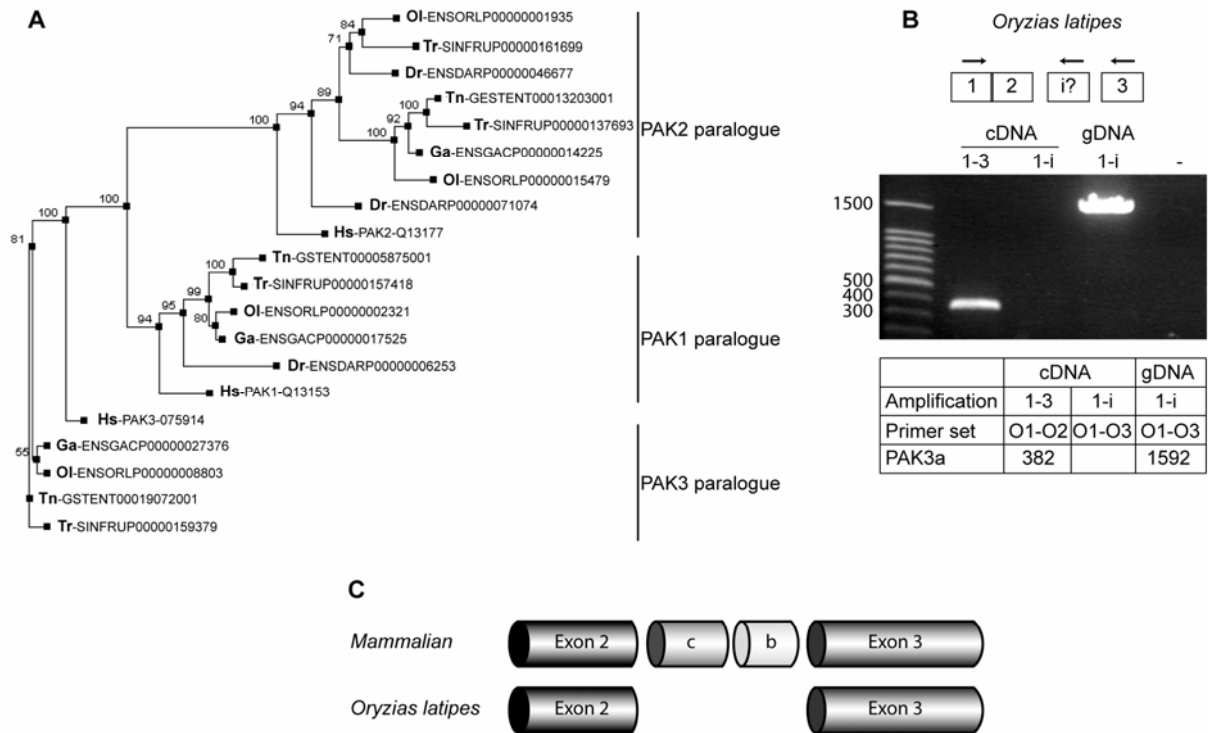 A
84
Ol-ENSORLP00000001935
71
Tr-SINFRUP00000161699
Dr-ENSDARP00000046677
94
89
100
Tn-GESTENT00013203001
92
Tr-SINFRUP00000137693
100
100
Ga-ENSGACP00000014225
Ol-ENSORLP00000015479
PAK2 paralogue
100
Dr-ENSDARP00000071074
100
Hs-PAK2-Q13177
81
Tn-GSTENT00005875001
100
Tr-SINFRUP00000157418
99
95
Ol-ENSORLP00000002321
94
80
Ga-ENSGACP00000017525
PAK1 paralogue
Dr-ENSDARP00000006253
Hs-PAK1-Q13153
Hs-PAK3-075914
Ga-ENSGACP00000027376
55
Ol-ENSORLP00000008803
PAK3 paralogue
Tn-GSTENT00019072001
Tr-SINFRUP00000159379
B
Oryzias latipes
1 2 i? 3
cDNA gDNA
1-3 1-i 1-i -
1500
500
400
300
cDNA gDNA
Amplification 1-3 1-i 1-i
Primer set O1-O2 O1-O3 O1-O3
PAK3a 382 1592
C
Mammalian Exon 2 c b Exon 3
Oryzias latipes Exon 2 Exon 3